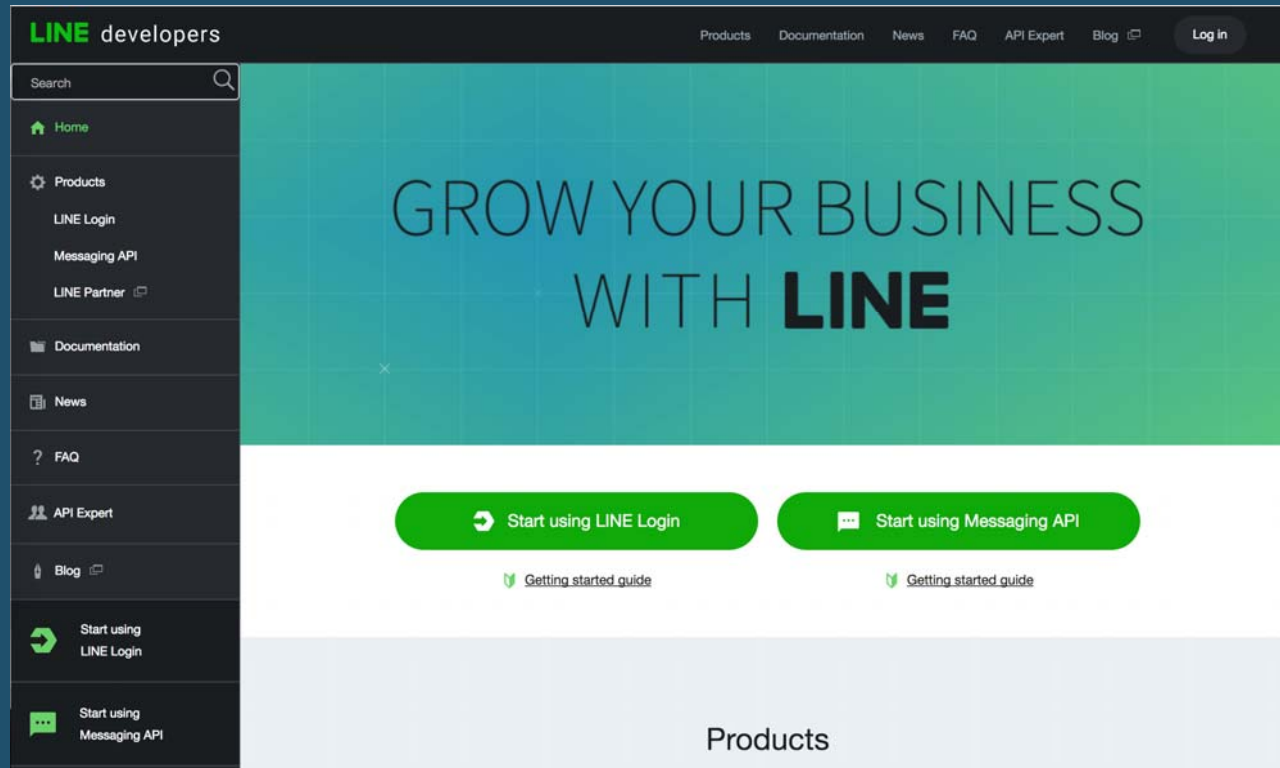 LINE developers
Products Documentation News FAQ API Expert Blog Log in
Search
Home
Products
LINE Login
Messaging API
LINE Partner
Documentation
News
FAQ
API Expert
Blog
Start using
LINE Login
Start using
Messaging API
GROW YOUR BUSINESS
WITH LINE
Start using LINE Login
Getting started guide
Start using Messaging API
Getting started guide
Products